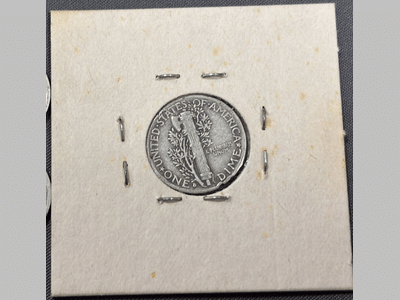 UNITED STATES OF AMERICA
ONE DIME